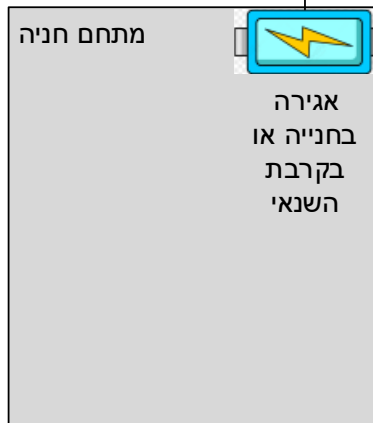 מתחם חניה
אגירה
בחנייה או
בקרבת
השנאי